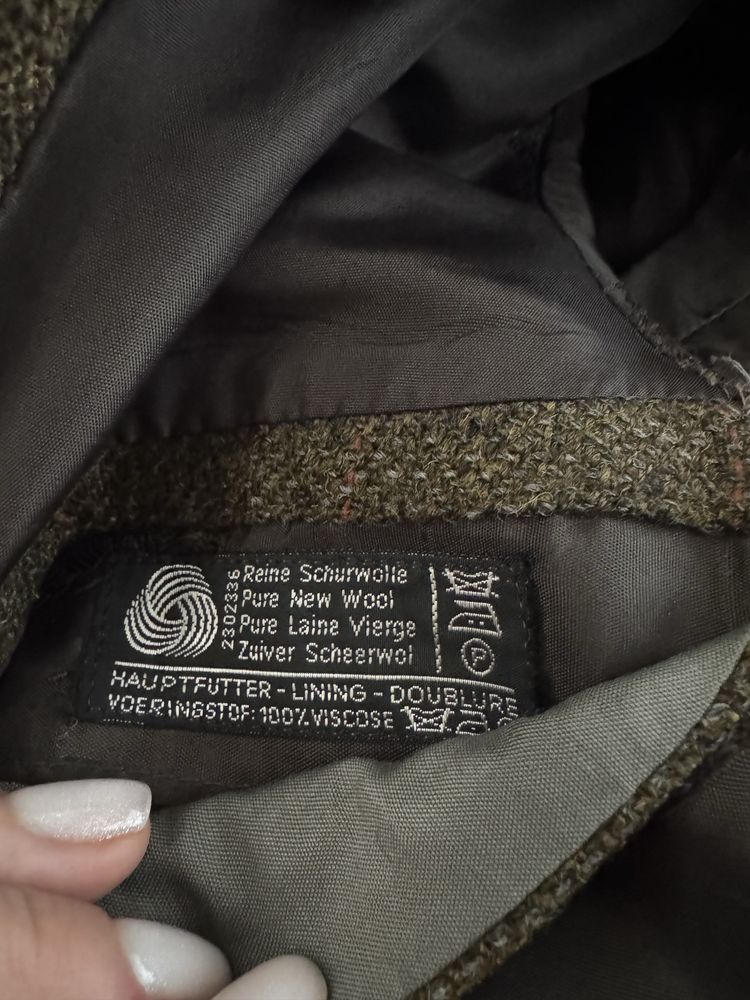 2302336
Reine Schurwolle
Pure New Wool
Pure Laine Vierge
Zuiver Scheerwol
P
HAUPTFUTTER - LINING - DOUBLURE
VOERINGSTOF: 100% VISCOSE